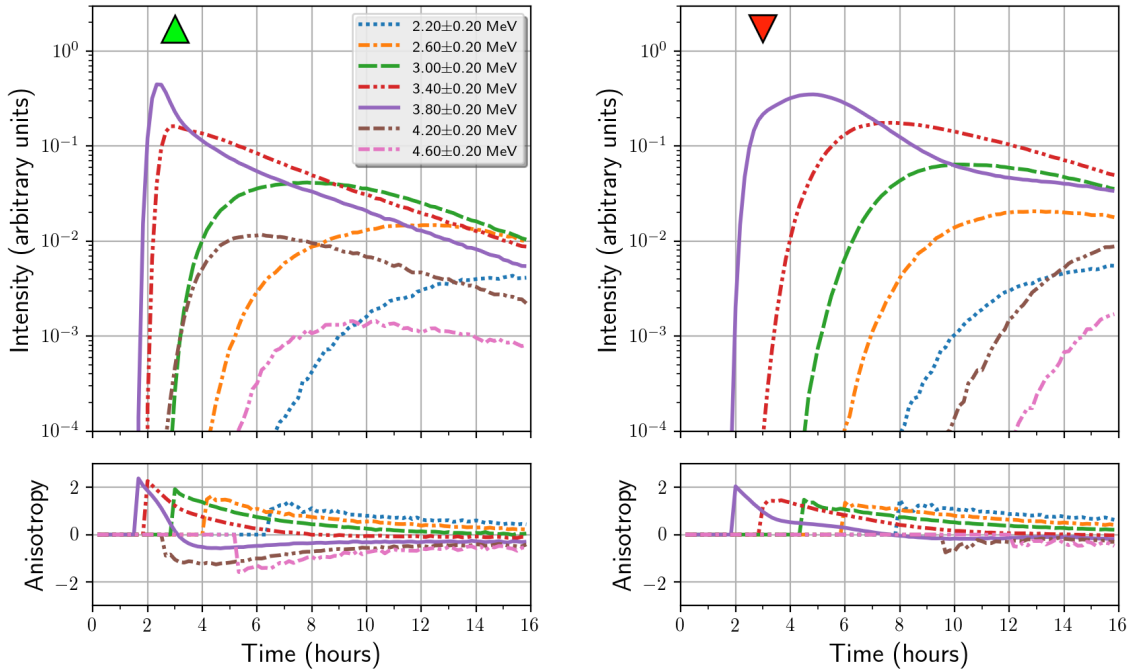 Intensity (arbitrary units)
10⁰
10⁻¹
10⁻²
10⁻³
10⁻⁴
2.20±0.20 MeV
2.60±0.20 MeV
3.00±0.20 MeV
3.40±0.20 MeV
3.80±0.20 MeV
4.20±0.20 MeV
4.60±0.20 MeV
Anisotropy
2
0
−2
0 2 4 6 8 10 12 14 16
Time (hours)
Intensity (arbitrary units)
10⁰
10⁻¹
10⁻²
10⁻³
10⁻⁴
Anisotropy
2
0
−2
0 2 4 6 8 10 12 14 16
Time (hours)